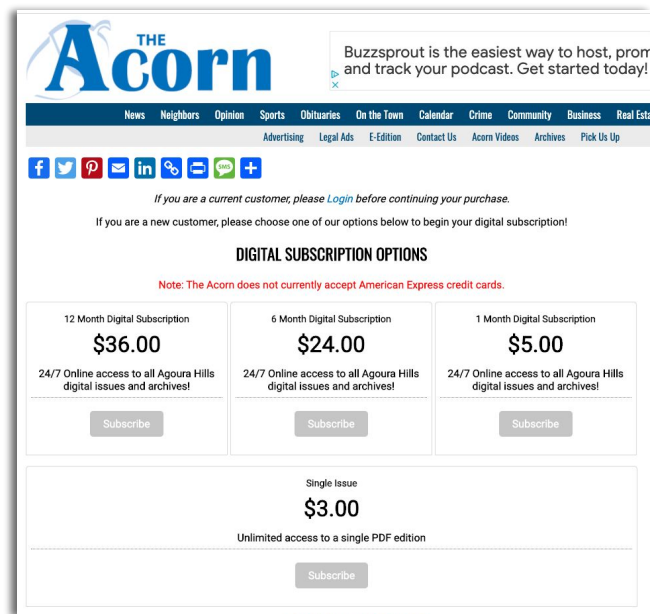 THE
Acorn
Buzzsprout is the easiest way to host, prom
and track your podcast. Get started today!
News Neighbors Opinion Sports Obituaries On the Town Calendar Crime Community Business Real Esta
Advertising Legal Ads E-Edition Contact Us Acorn Videos Archives Pick Us Up
SMS
If you are a current customer, please Login before continuing your purchase.
If you are a new customer, please choose one of our options below to begin your digital subscription!
DIGITAL SUBSCRIPTION OPTIONS
Note: The Acorn does not currently accept American Express credit cards.
12 Month Digital Subscription
$36.00
24/7 Online access to all Agoura Hills
digital issues and archives!
Subscribe
6 Month Digital Subscription
$24.00
24/7 Online access to all Agoura Hills
digital issues and archives!
Subscribe
1 Month Digital Subscription
$5.00
24/7 Online access to all Agoura Hills
digital issues and archives!
Subscribe
Single Issue
$3.00
Unlimited access to a single PDF edition
Subscribe